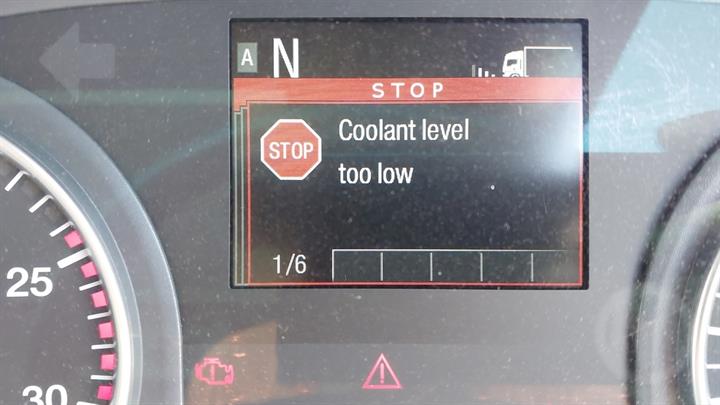 A N
STOP
STOP
Coolant level
too low
1/6
25
30